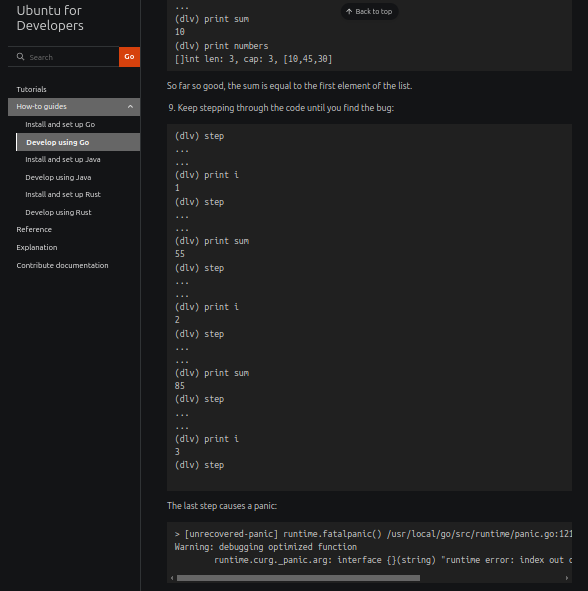 Ubuntu for
Developers
Search
Go
Tutorials
How-to guides
Install and set up Go
Develop using Go
Install and set up Java
Develop using Java
Install and set up Rust
Develop using Rust
Reference
Explanation
Contribute documentation
Back to top
...
(dlv) print sum
10
(dlv) print numbers
[]int len: 3, cap: 3, [10,45,30]
So far so good, the sum is equal to the first element of the list.
9. Keep stepping through the code until you find the bug:
(dlv) step
...
...
(dlv) print i
1
(dlv) step
...
...
(dlv) print sum
55
(dlv) step
...
...
(dlv) print i
2
(dlv) step
...
...
(dlv) print sum
85
(dlv) step
...
...
(dlv) print i
3
(dlv) step
The last step causes a panic:
> [unrecovered-panic] runtime.fatalpanic() /usr/local/go/src/runtime/panic.go:121
Warning: debugging optimized function
runtime.curg._panic.arg: interface {}(string) "runtime error: index out